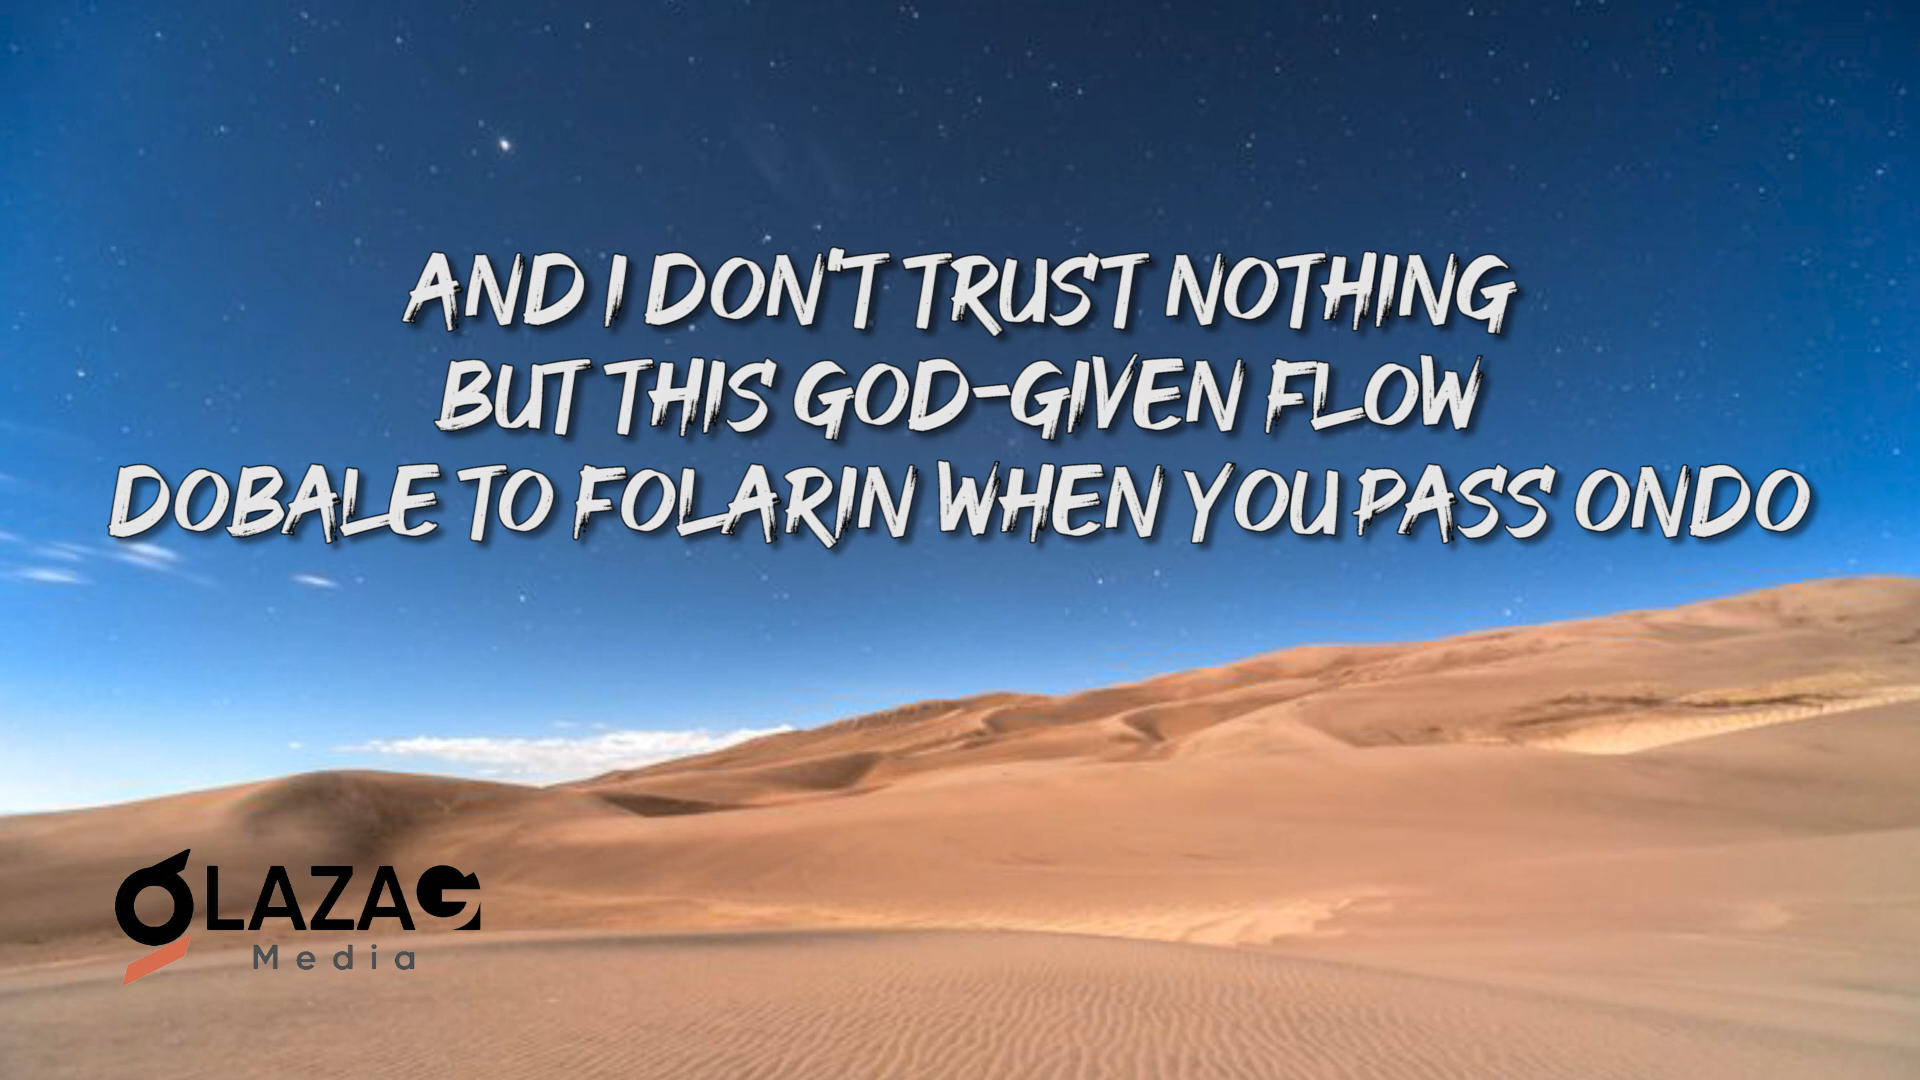 AND I DON'T TRUST NOTHING
BUT THIS GOD-GIVEN FLOW
DOBALE TO FOLARIN WHEN YOU PASS ONDO
OLAZAG
Media